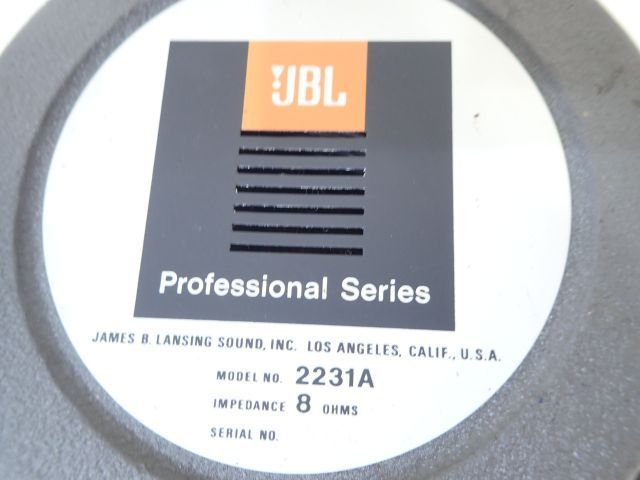 JBL
Professional Series
JAMES B. LANSING SOUND, INC. LOS ANGELES, CALIF., U.S.A.
MODEL NO. 2231A
IMPEDANCE 8 OHMS
SERIAL NO.